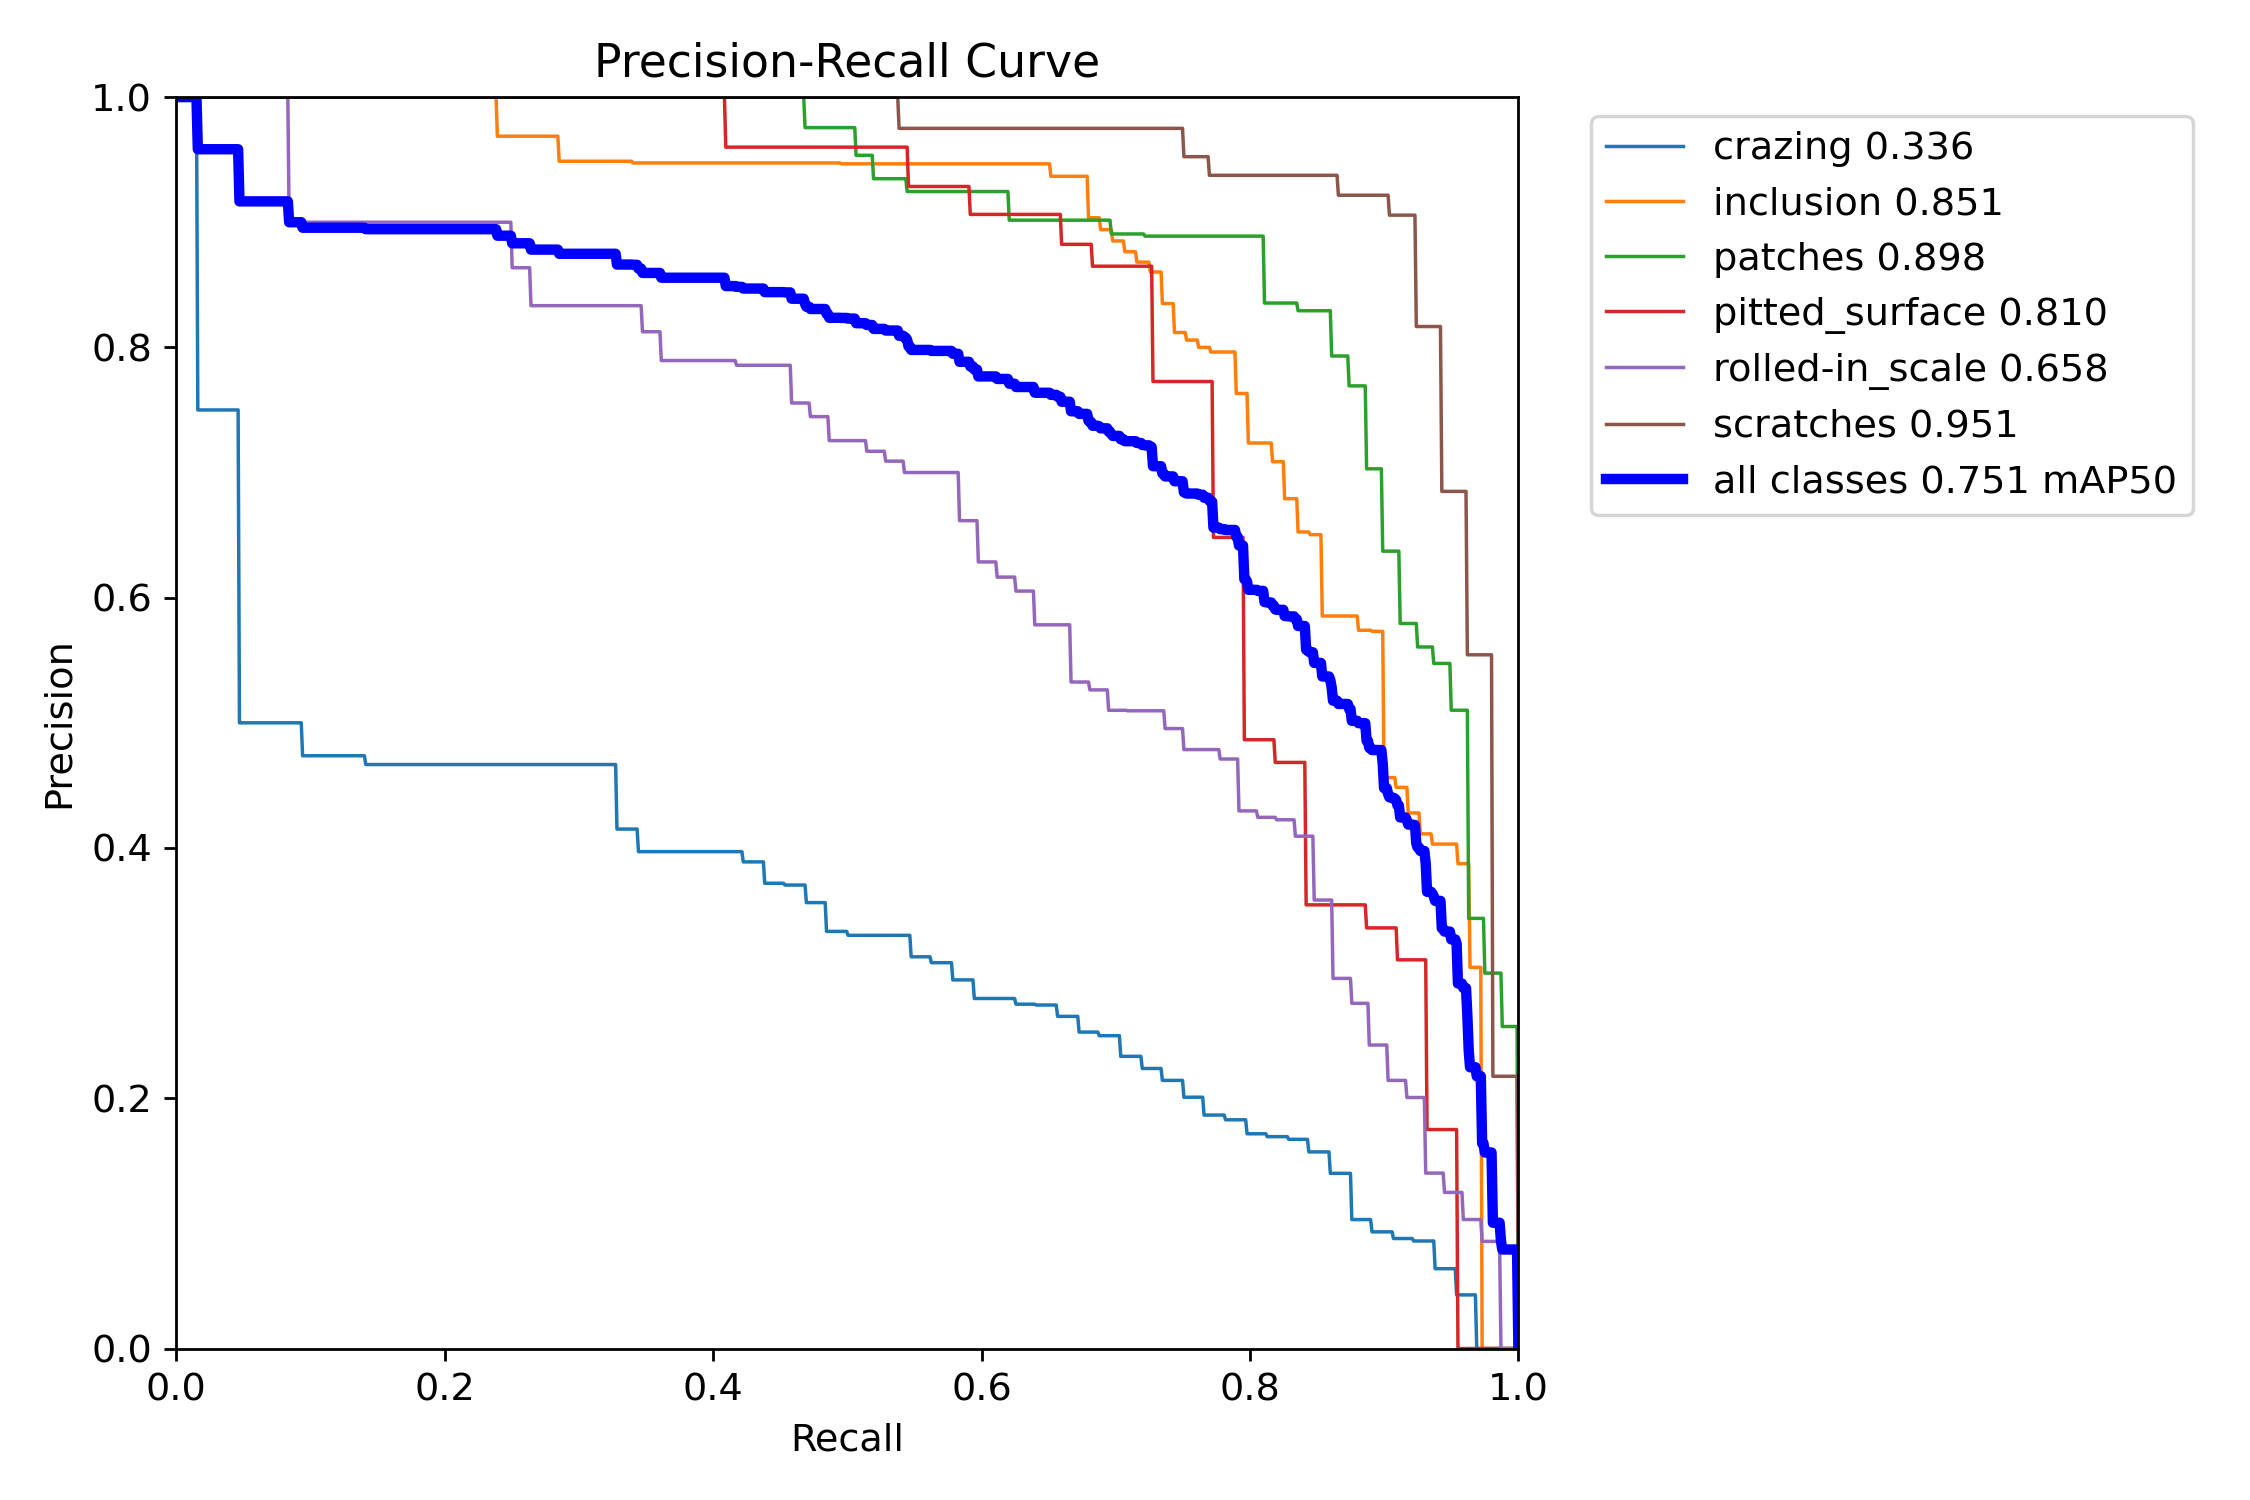 Precision-Recall Curve
1.0
0.8
0.6
0.4
0.2
0.0
Precision
0.0 0.2 0.4 0.6 0.8 1.0
Recall
crazing 0.336
inclusion 0.851
patches 0.898
pitted_surface 0.810
rolled-in_scale 0.658
scratches 0.951
all classes 0.751 mAP50